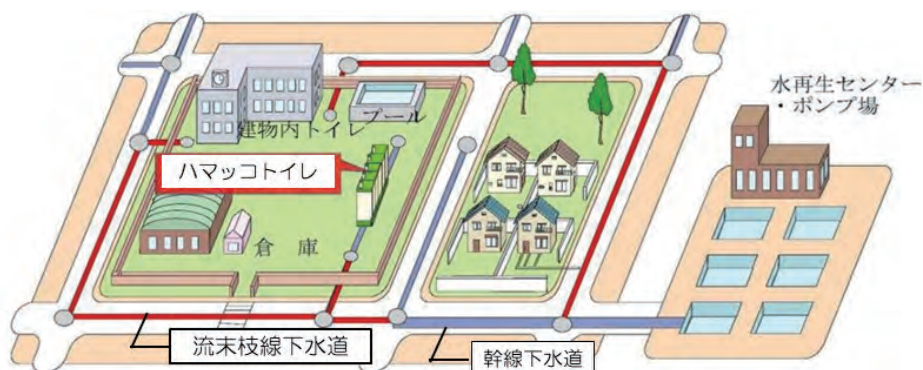 水再生センター
・ポンプ場
プール
建物内トイレ
ハマッコトイレ
倉 庫
流末枝線下水道
幹線下水道